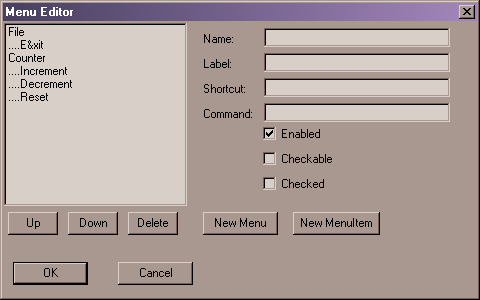 Menu Editor
File
....E&xit
Counter
....Increment
....Decrement
....Reset
Name:
Label:
Shortcut:
Command:
Enabled
Checkable
Checked
Up Down Delete New Menu New MenuItem
OK Cancel